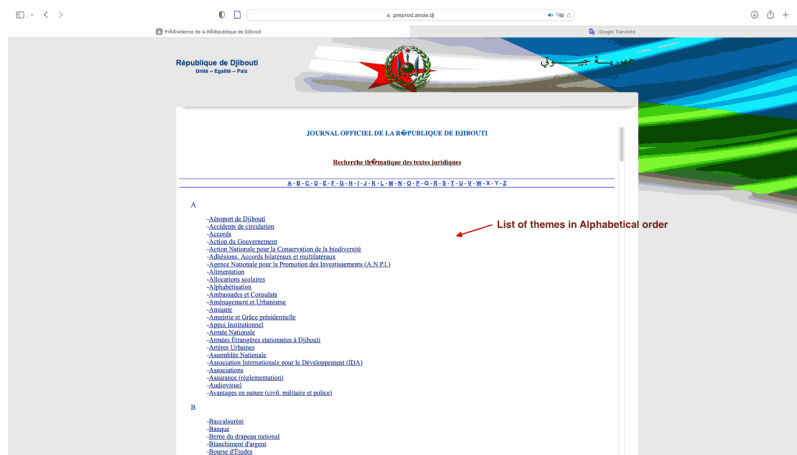 preprod.ansie.dj
PrÃ©sidence de la RÃ©publique de Djibouti
Google Translate
République de Djibouti
Unité – Egalité – Paix
JOURNAL OFFICIEL DE LA R�PUBLIQUE DE DJIBOUTI
Recherche th�matique des textes juridiques
A - B - C - D - E - F - G - H - I - J - K - L - M - N - O - P - Q - R - S - T - U - V - W - X - Y - Z
A
-Aéroport de Djibouti
-Accidents de circulation
-Accords
-Action du Gouvernement
-Action Nationale pour la Conservation de la biodiversité
-Adhésions, Accords bilatéraux et multilatéraux
-Agence Nationale pour la Promotion des Investissements (A.N.P.I.)
-Alimentation
-Allocations scolaires
-Alphabétisation
-Ambassades et Consulats
-Aménagement et Urbanisme
-Amiante
-Amnistie et Grâce présidentielle
-Appui Institutionnel
-Armée Nationale
-Armées Étrangères stationnées à Djibouti
-Artères Urbaines
-Assemblée Nationale
-Association Internationale pour le Développement (IDA)
-Associations
-Assurance (réglementation)
-Audiovisuel
-Avantages en nature (civil, militaire et police)
List of themes in Alphabetical order
B
-Baccalauréat
-Banque
-Berne du drapeau national
-Blanchiment d'argent
-Bourse d'Études